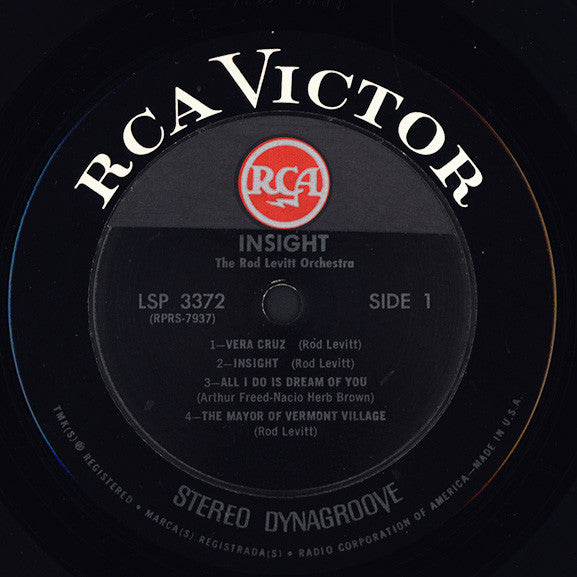 RCA VICTOR
RCA
INSIGHT
The Rod Levitt Orchestra
LSP 3372
(RPRS-7937)
SIDE 1
1—VERA CRUZ (Rod Levitt)
2—INSIGHT (Rod Levitt)
3—ALL I DO IS DREAM OF YOU
(Arthur Freed-Nacio Herb Brown)
4—THE MAYOR OF VERMONT VILLAGE
(Rod Levitt)
STEREO DYNAGROOVE
TMK(S)® REGISTERED • MARCA(S) REGISTRADA(S) • RADIO CORPORATION OF AMERICA—MADE IN U.S.A.